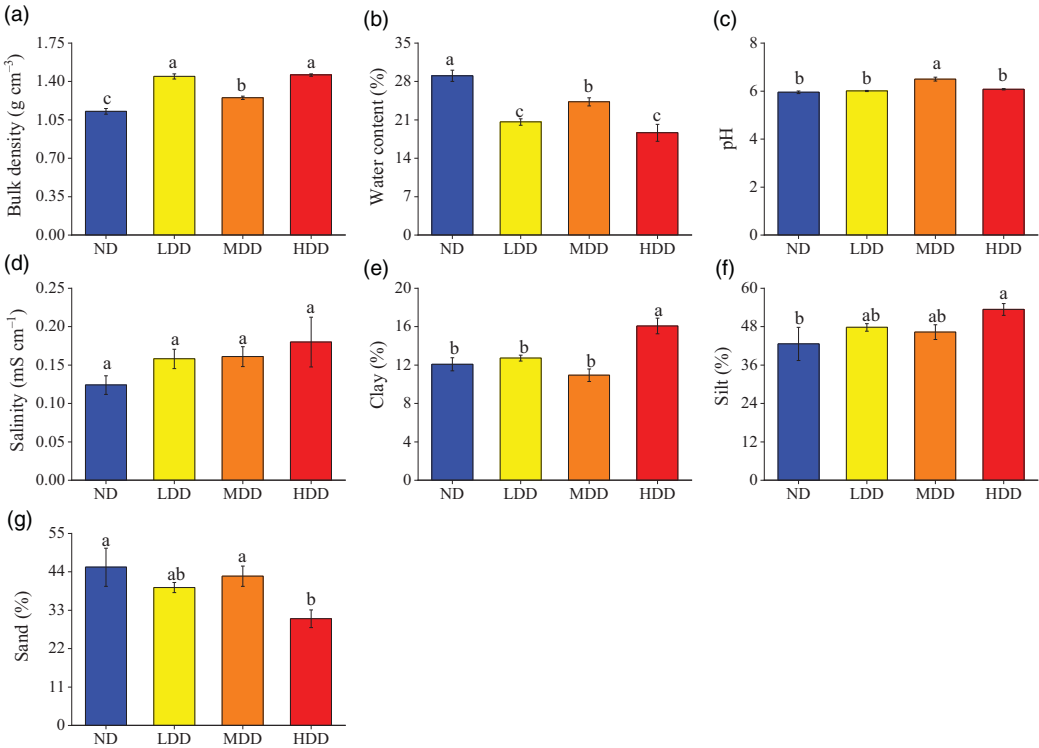 (a)
Bulk density (g cm⁻³)
1.75
1.40
1.05
0.70
0.35
0.00
c
a
b
a
ND LDD MDD HDD
(b)
Water content (%)
35
28
21
14
7
0
a
c
b
c
ND LDD MDD HDD
(c)
pH
8
6
4
2
0
b
b
a
b
ND LDD MDD HDD
(d)
Salinity (mS cm⁻¹)
0.25
0.20
0.15
0.10
0.05
0.00
a
a
a
a
ND LDD MDD HDD
(e)
Clay (%)
20
16
12
8
4
0
b
b
b
a
ND LDD MDD HDD
(f)
Silt (%)
60
48
36
24
12
0
b
ab
ab
a
ND LDD MDD HDD
(g)
Sand (%)
55
44
33
22
11
0
a
ab
a
b
ND LDD MDD HDD